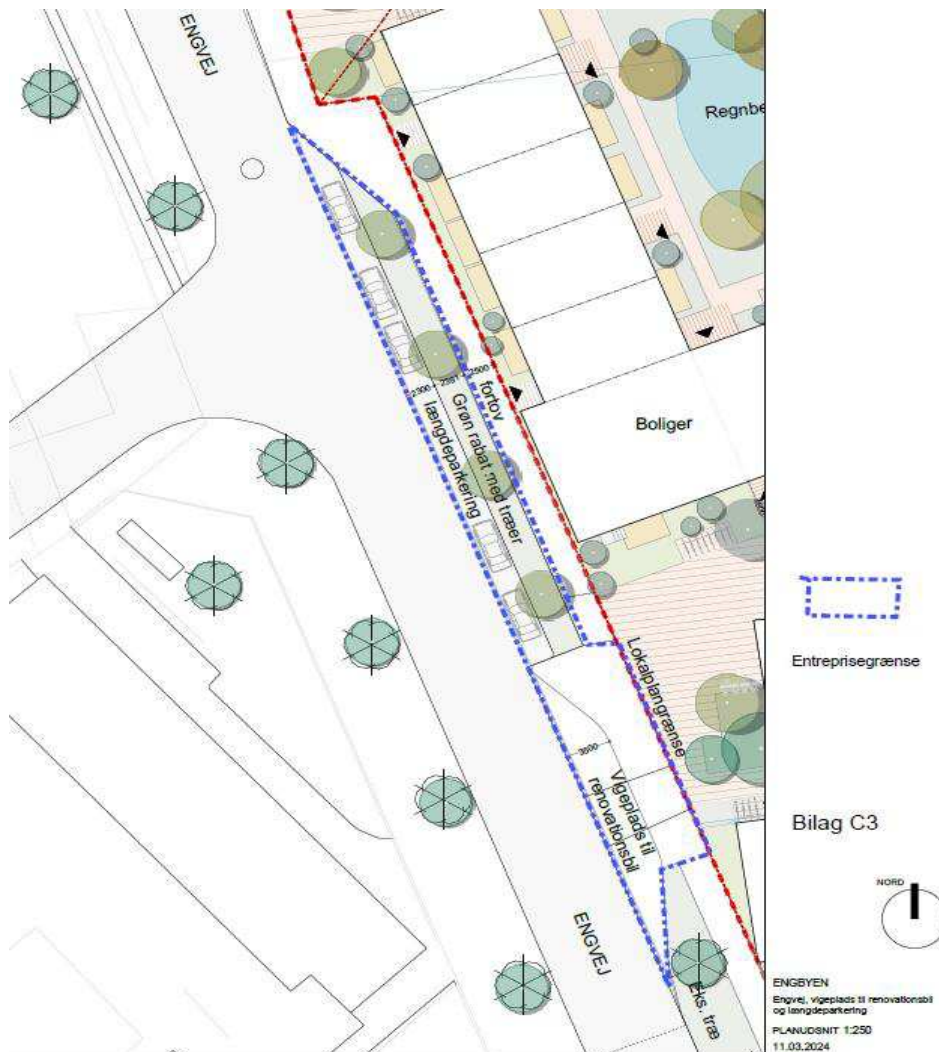 ENGVEJ
Regnbe
2300
2500
fortov
Grøn rabat med træer
længdeparkering
Boliger
Lokalplangrænse
3500
Vigeplads til
renovationsbil
ENGVEJ
Eks. træ
Entreprisegrænse
Bilag C3
NORD
ENGBYEN
Engvej, vigeplads til renovationsbil
og længdeparkering
PLANUDSNIT 1:250
11.03.2024